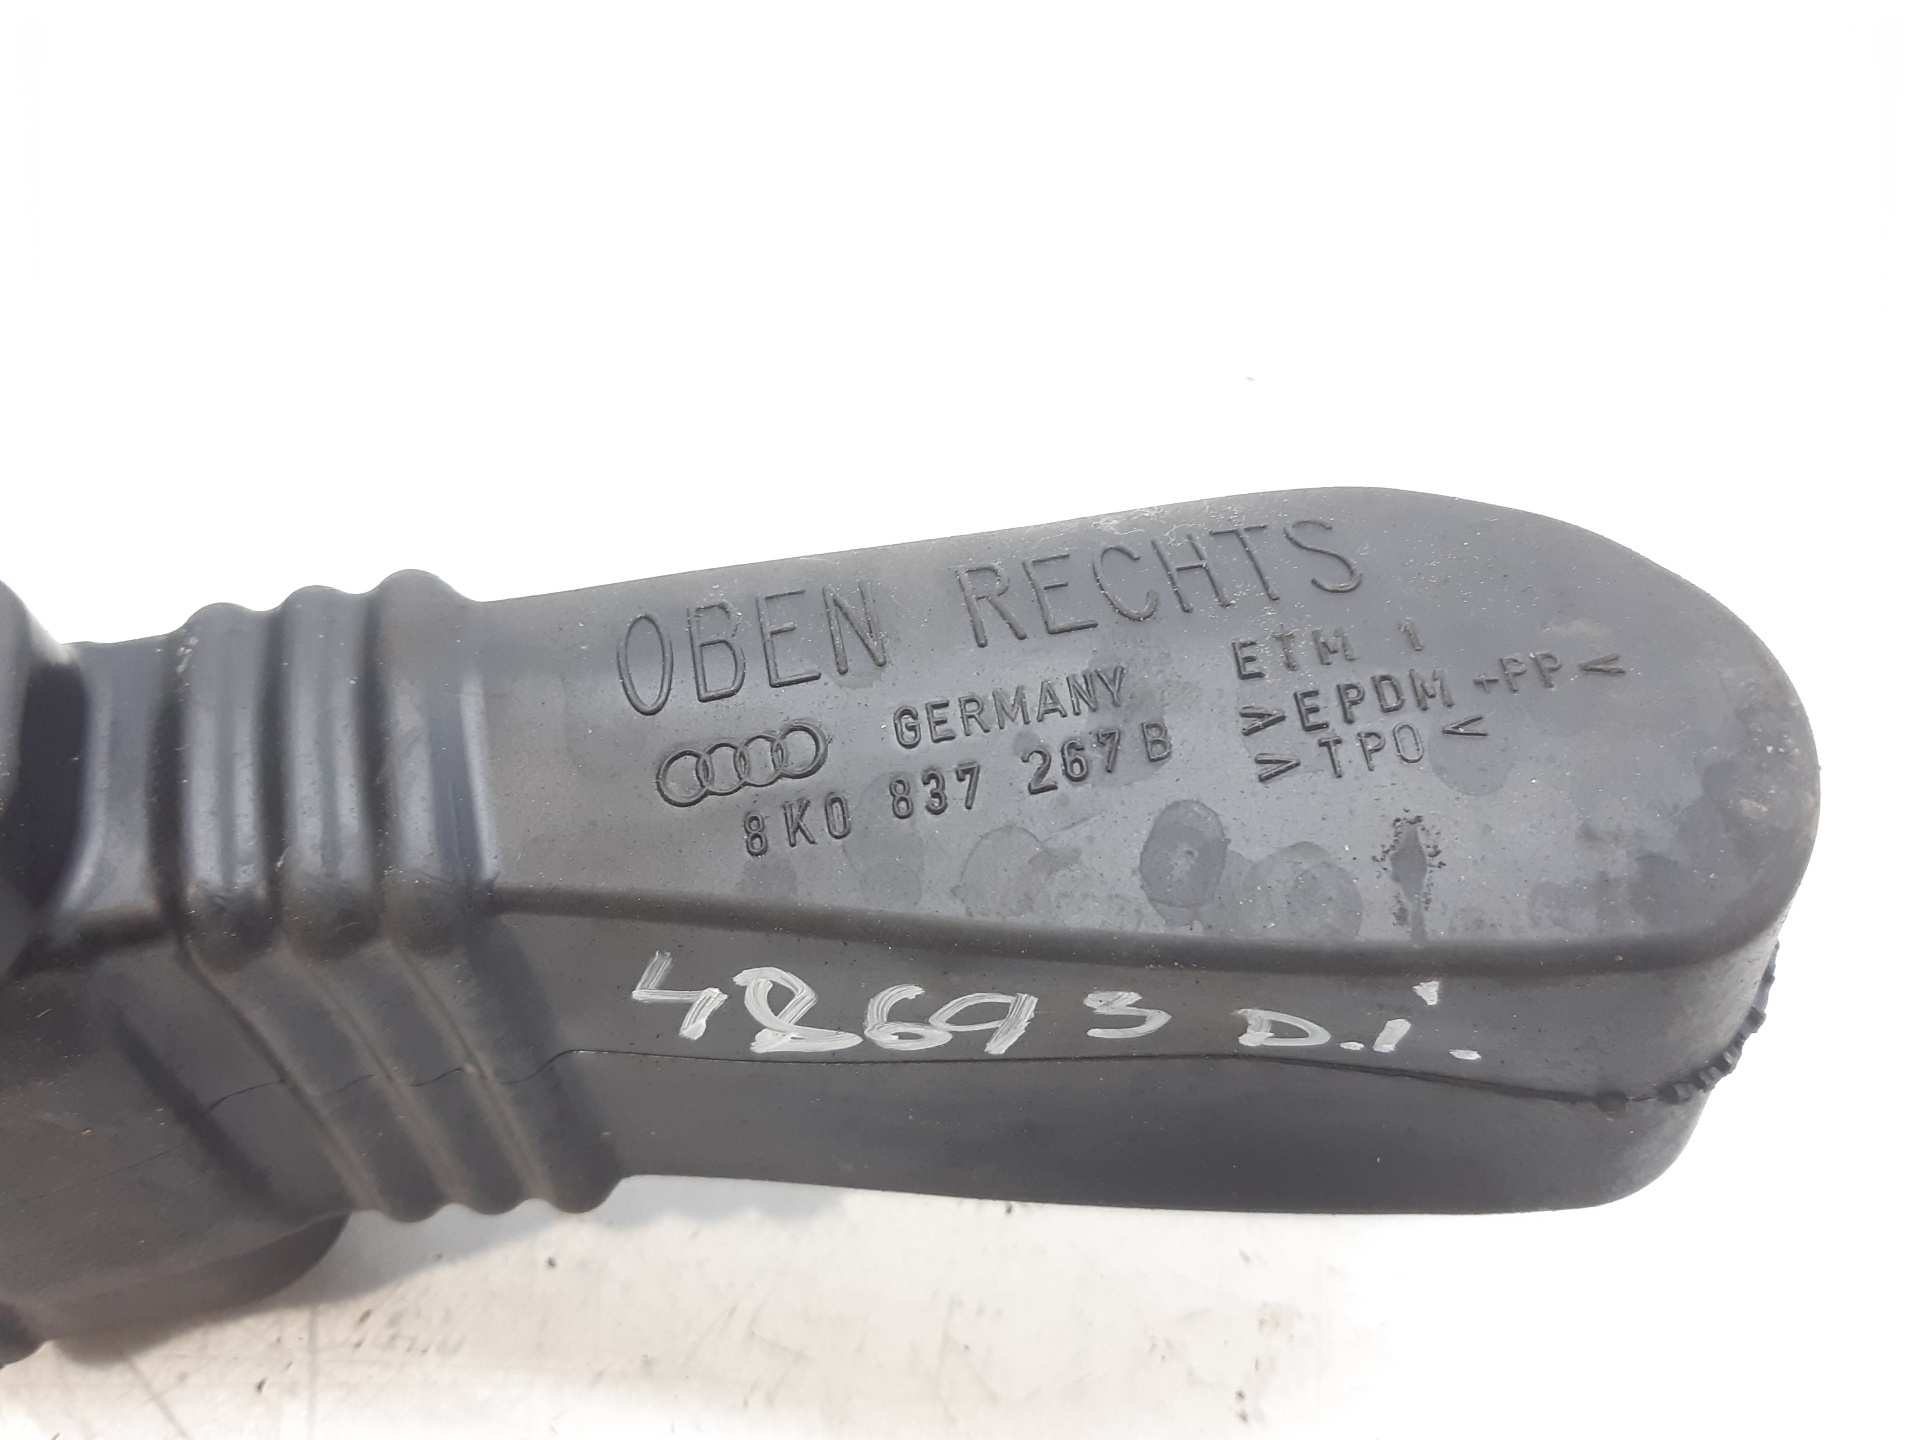 OBEN RECHTS
GERMANY
8K0 837 267 B
ETM 1
>>EPDM+PP<
>TPO<
48693 D.i.